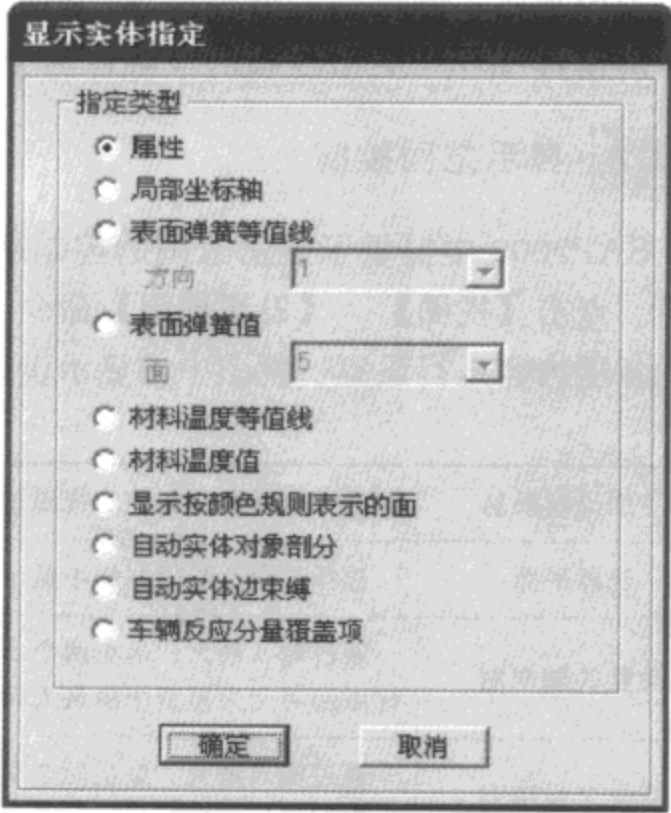 显示实体指定
指定类型
属性
局部坐标轴
表面弹簧等值线
方向 1
表面弹簧值
面 5
材料温度等值线
材料温度值
显示按颜色规则表示的面
自动实体对象剖分
自动实体边束缚
车辆反应分量覆盖项
确定 取消